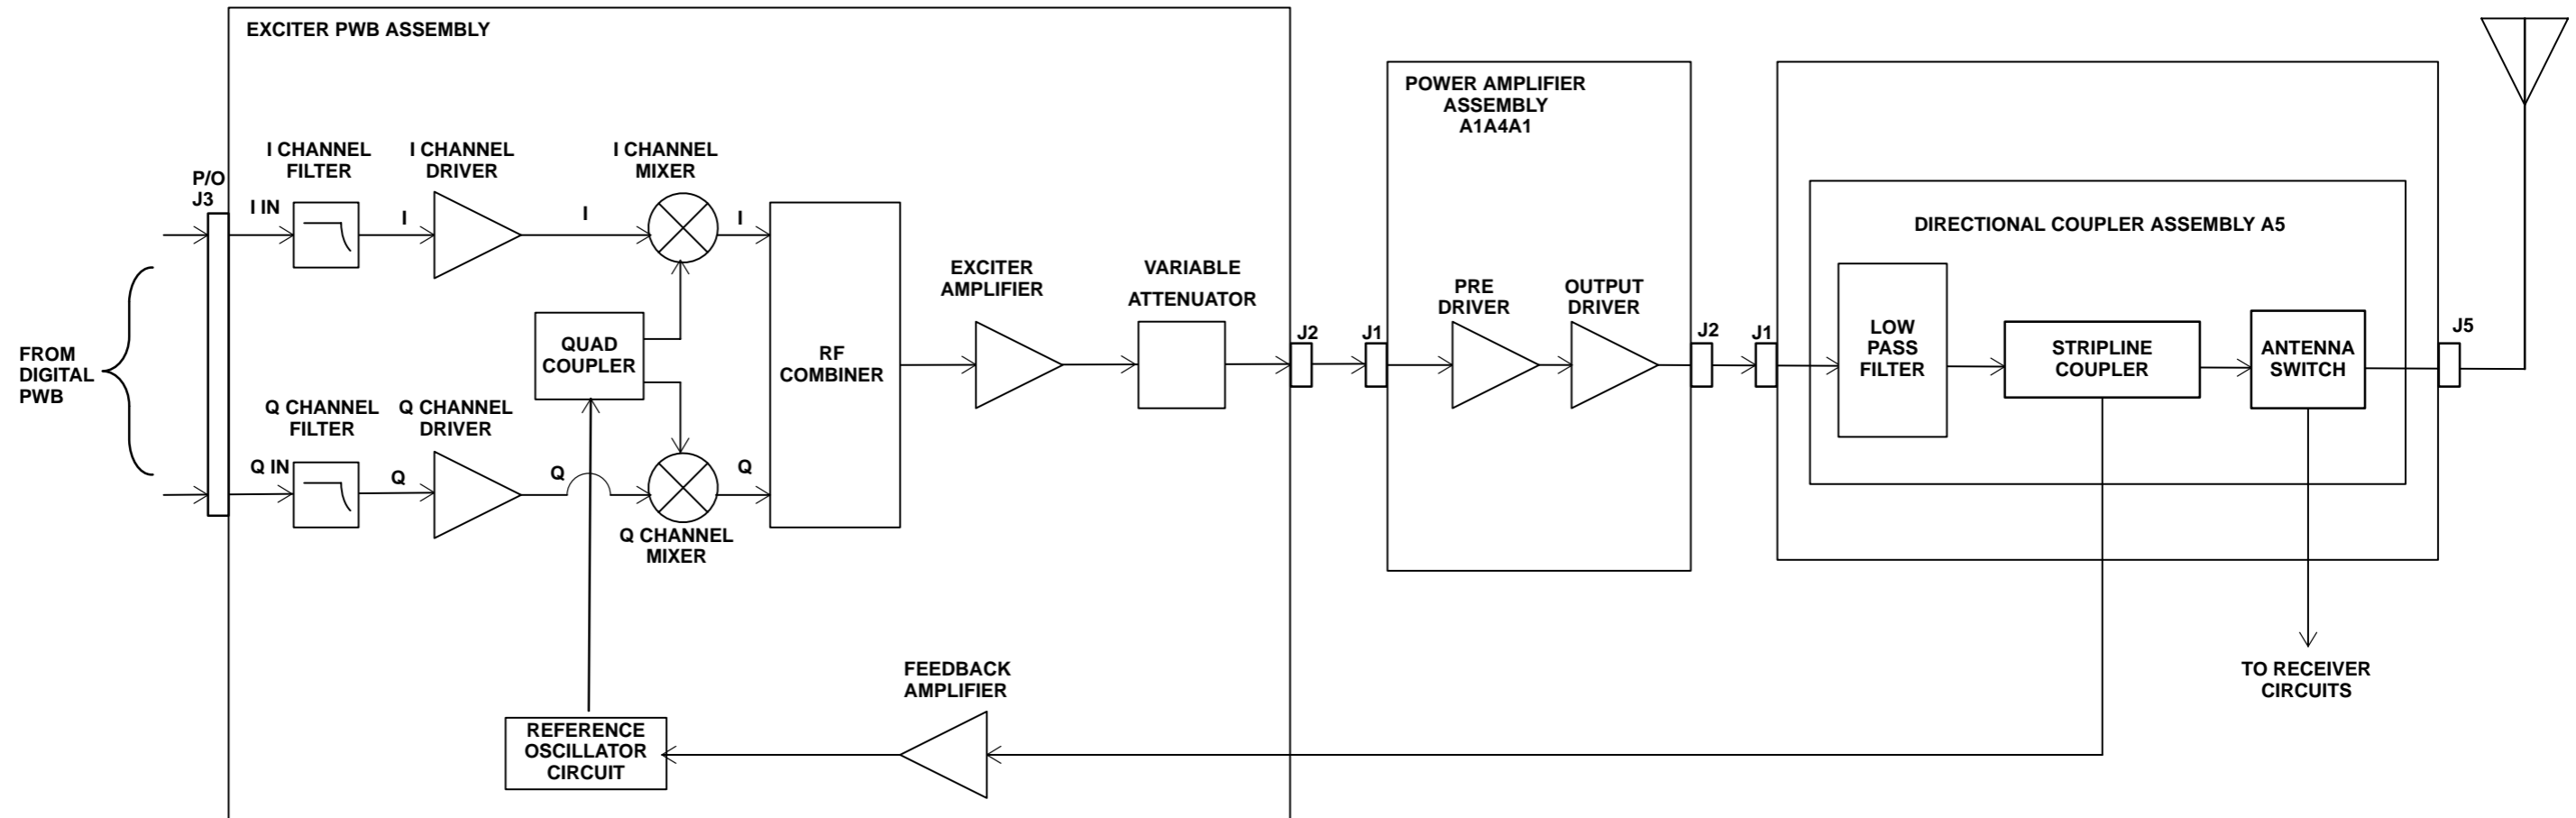 EXCITER PWB ASSEMBLY
P/O
J3
I IN
I CHANNEL
FILTER
I
I CHANNEL
DRIVER
I
I CHANNEL
MIXER
I
FROM
DIGITAL
PWB
Q IN
Q CHANNEL
FILTER
Q
Q CHANNEL
DRIVER
Q
QUAD
COUPLER
Q
Q CHANNEL
MIXER
RF
COMBINER
EXCITER
AMPLIFIER
VARIABLE
ATTENUATOR
J2
J1
REFERENCE
OSCILLATOR
CIRCUIT
FEEDBACK
AMPLIFIER
POWER AMPLIFIER
ASSEMBLY
A1A4A1
PRE
DRIVER
OUTPUT
DRIVER
J2
J1
DIRECTIONAL COUPLER ASSEMBLY A5
LOW
PASS
FILTER
STRIPLINE
COUPLER
ANTENNA
SWITCH
J5
TO RECEIVER
CIRCUITS